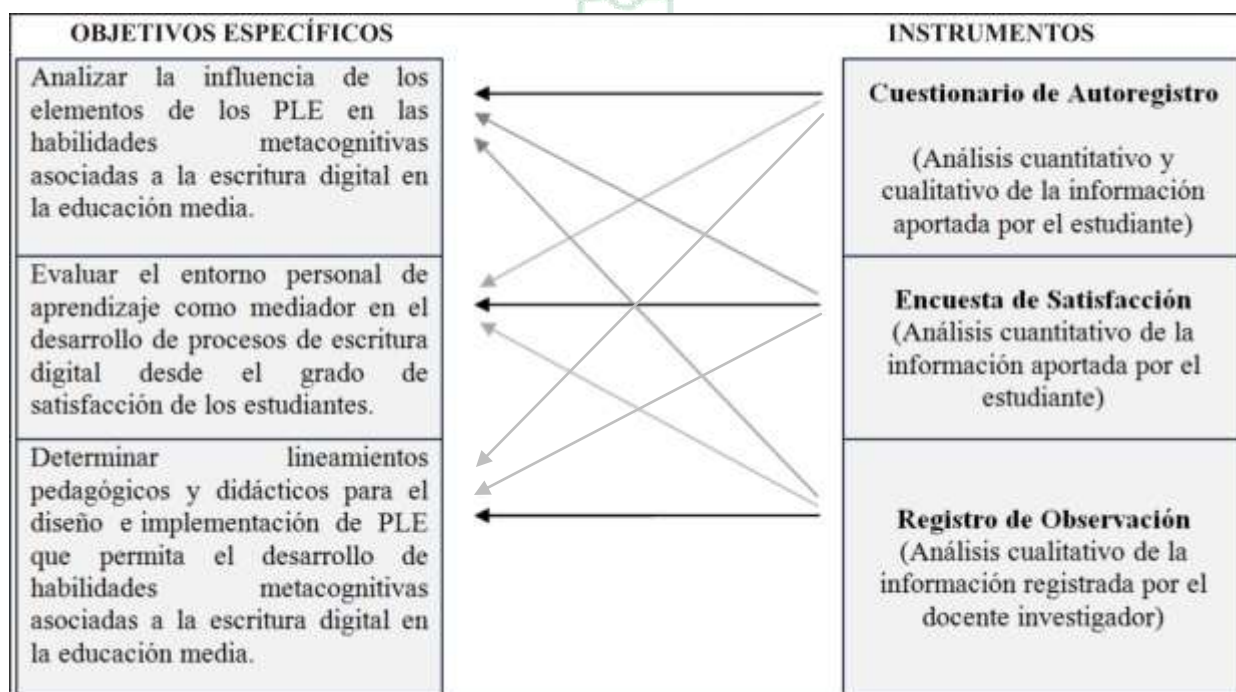 OBJETIVOS ESPECÍFICOS
Analizar la influencia de los
elementos de los PLE en las
habilidades metacognitivas
asociadas a la escritura digital en
la educación media.
Evaluar el entorno personal de
aprendizaje como mediador en el
desarrollo de procesos de escritura
digital desde el grado de
satisfacción de los estudiantes.
Determinar lineamientos
pedagógicos y didácticos para el
diseño e implementación de PLE
que permita el desarrollo de
habilidades metacognitivas
asociadas a la escritura digital en
la educación media.
INSTRUMENTOS
Cuestionario de Autoregistro
(Análisis cuantitativo y
cualitativo de la información
aportada por el estudiante)
Encuesta de Satisfacción
(Análisis cuantitativo de la
información aportada por el
estudiante)
Registro de Observación
(Análisis cualitativo de la
información registrada por el
docente investigador)